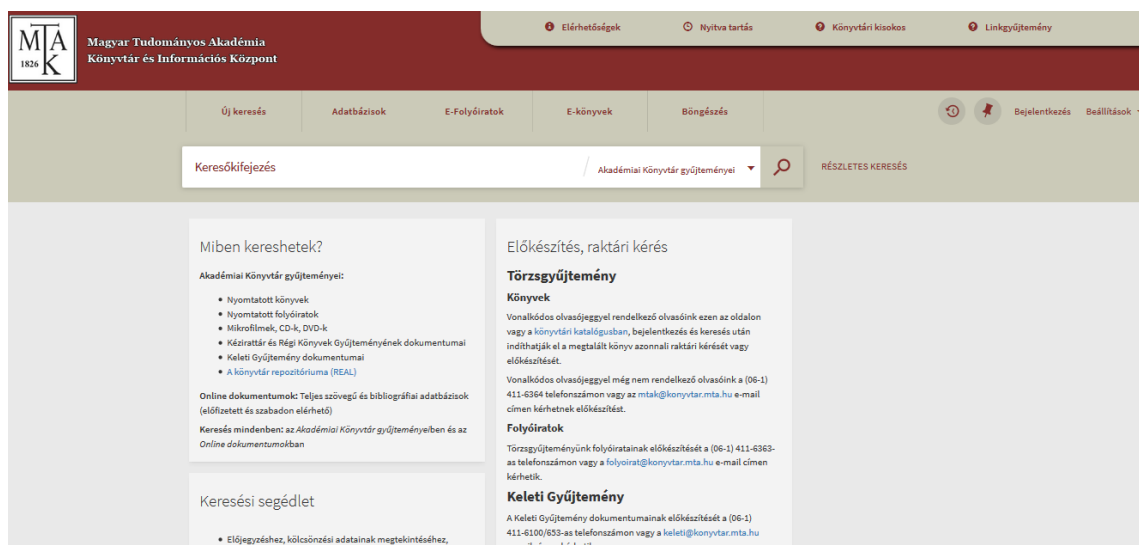 MTA
1826 K
Magyar Tudományos Akadémia
Könyvtár és Információs Központ
Elérhetőségek
Nyitva tartás
Könyvtári kisokos
Linkgyűjtemény
Új keresés
Adatbázisok
E-Folyóiratok
E-könyvek
Böngészés
Bejelentkezés
Beállítások
Keresőkifejezés
Akadémiai Könyvtár gyűjteményei
RÉSZLETES KERESÉS
Miben kereshetek?
Akadémiai Könyvtár gyűjteményei:
Nyomtatott könyvek
Nyomtatott folyóiratok
Mikrofilmek, CD-k, DVD-k
Kézirattár és Régi Könyvek Gyűjteményének dokumentumai
Keleti Gyűjtemény dokumentumai
A könyvtár repozitóriuma (REAL)
Online dokumentumok: Teljes szövegű és bibliográfiai adatbázisok
(előfizetett és szabadon elérhető)
Keresés mindenben: az Akadémiai Könyvtár gyűjteményeiben és az
Online dokumentumokban
Keresési segédlet
Előjegyzéshez, kölcsönzési adatainak megtekintéséhez,
Előkészítés, raktári kérés
Törzsgyűjtemény
Könyvek
Vonalkódos olvasójeggyel rendelkező olvasóink ezen az oldalon
vagy a könyvtári katalógusban, bejelentkezés és keresés után
indíthatják el a megtalált könyv azonnali raktári kérését vagy
előkészítését.
Vonalkódos olvasójeggyel még nem rendelkező olvasóink a (06-1)
411-6364 telefonszámon vagy az mtak@konyvtar.mta.hu e-mail
címen kérhetnek előkészítést.
Folyóiratok
Törzsgyűjteményünk folyóiratainak előkészítését a (06-1) 411-6363-
as telefonszámon vagy a folyoirat@konyvtar.mta.hu e-mail címen
kérhetik.
Keleti Gyűjtemény
A Keleti Gyűjtemény dokumentumainak előkészítését a (06-1)
411-6100/653-as telefonszámon vagy a keleti@konyvtar.mta.hu